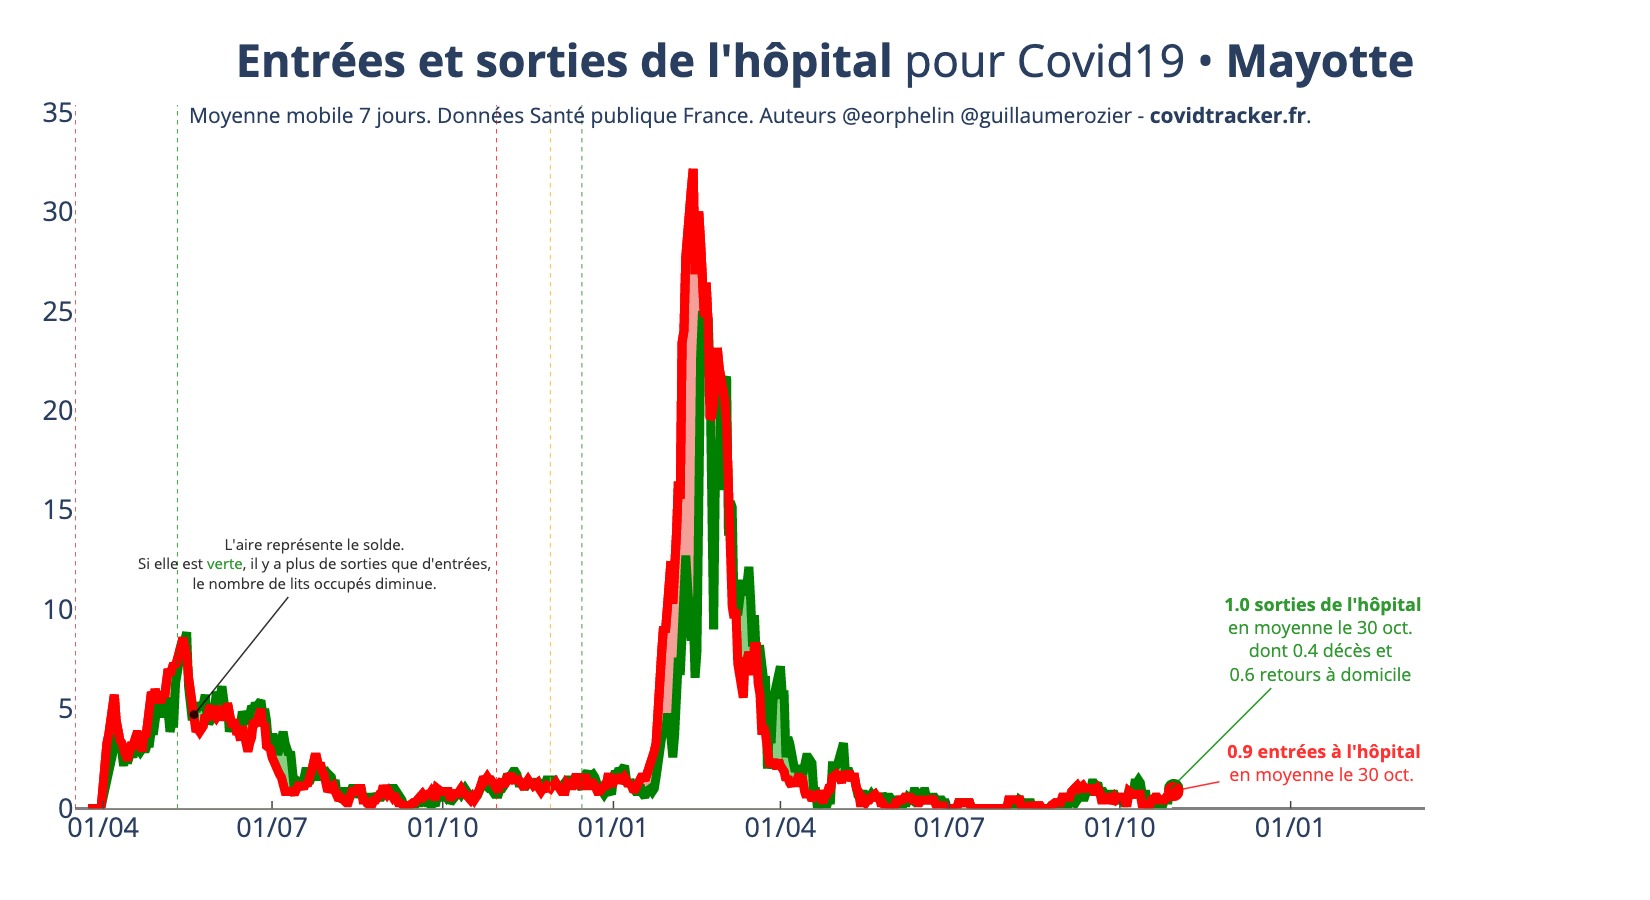 Entrées et sorties de l'hôpital pour Covid19 • Mayotte
Moyenne mobile 7 jours. Données Santé publique France. Auteurs @eorphelin @guillaumerozier - covidtracker.fr.
35
30
25
20
15
10
5
0
L'aire représente le solde.
Si elle est verte, il y a plus de sorties que d'entrées,
le nombre de lits occupés diminue.
1.0 sorties de l'hôpital
en moyenne le 30 oct.
dont 0.4 décès et
0.6 retours à domicile
0.9 entrées à l'hôpital
en moyenne le 30 oct.
01/04 01/07 01/10 01/01 01/04 01/07 01/10 01/01